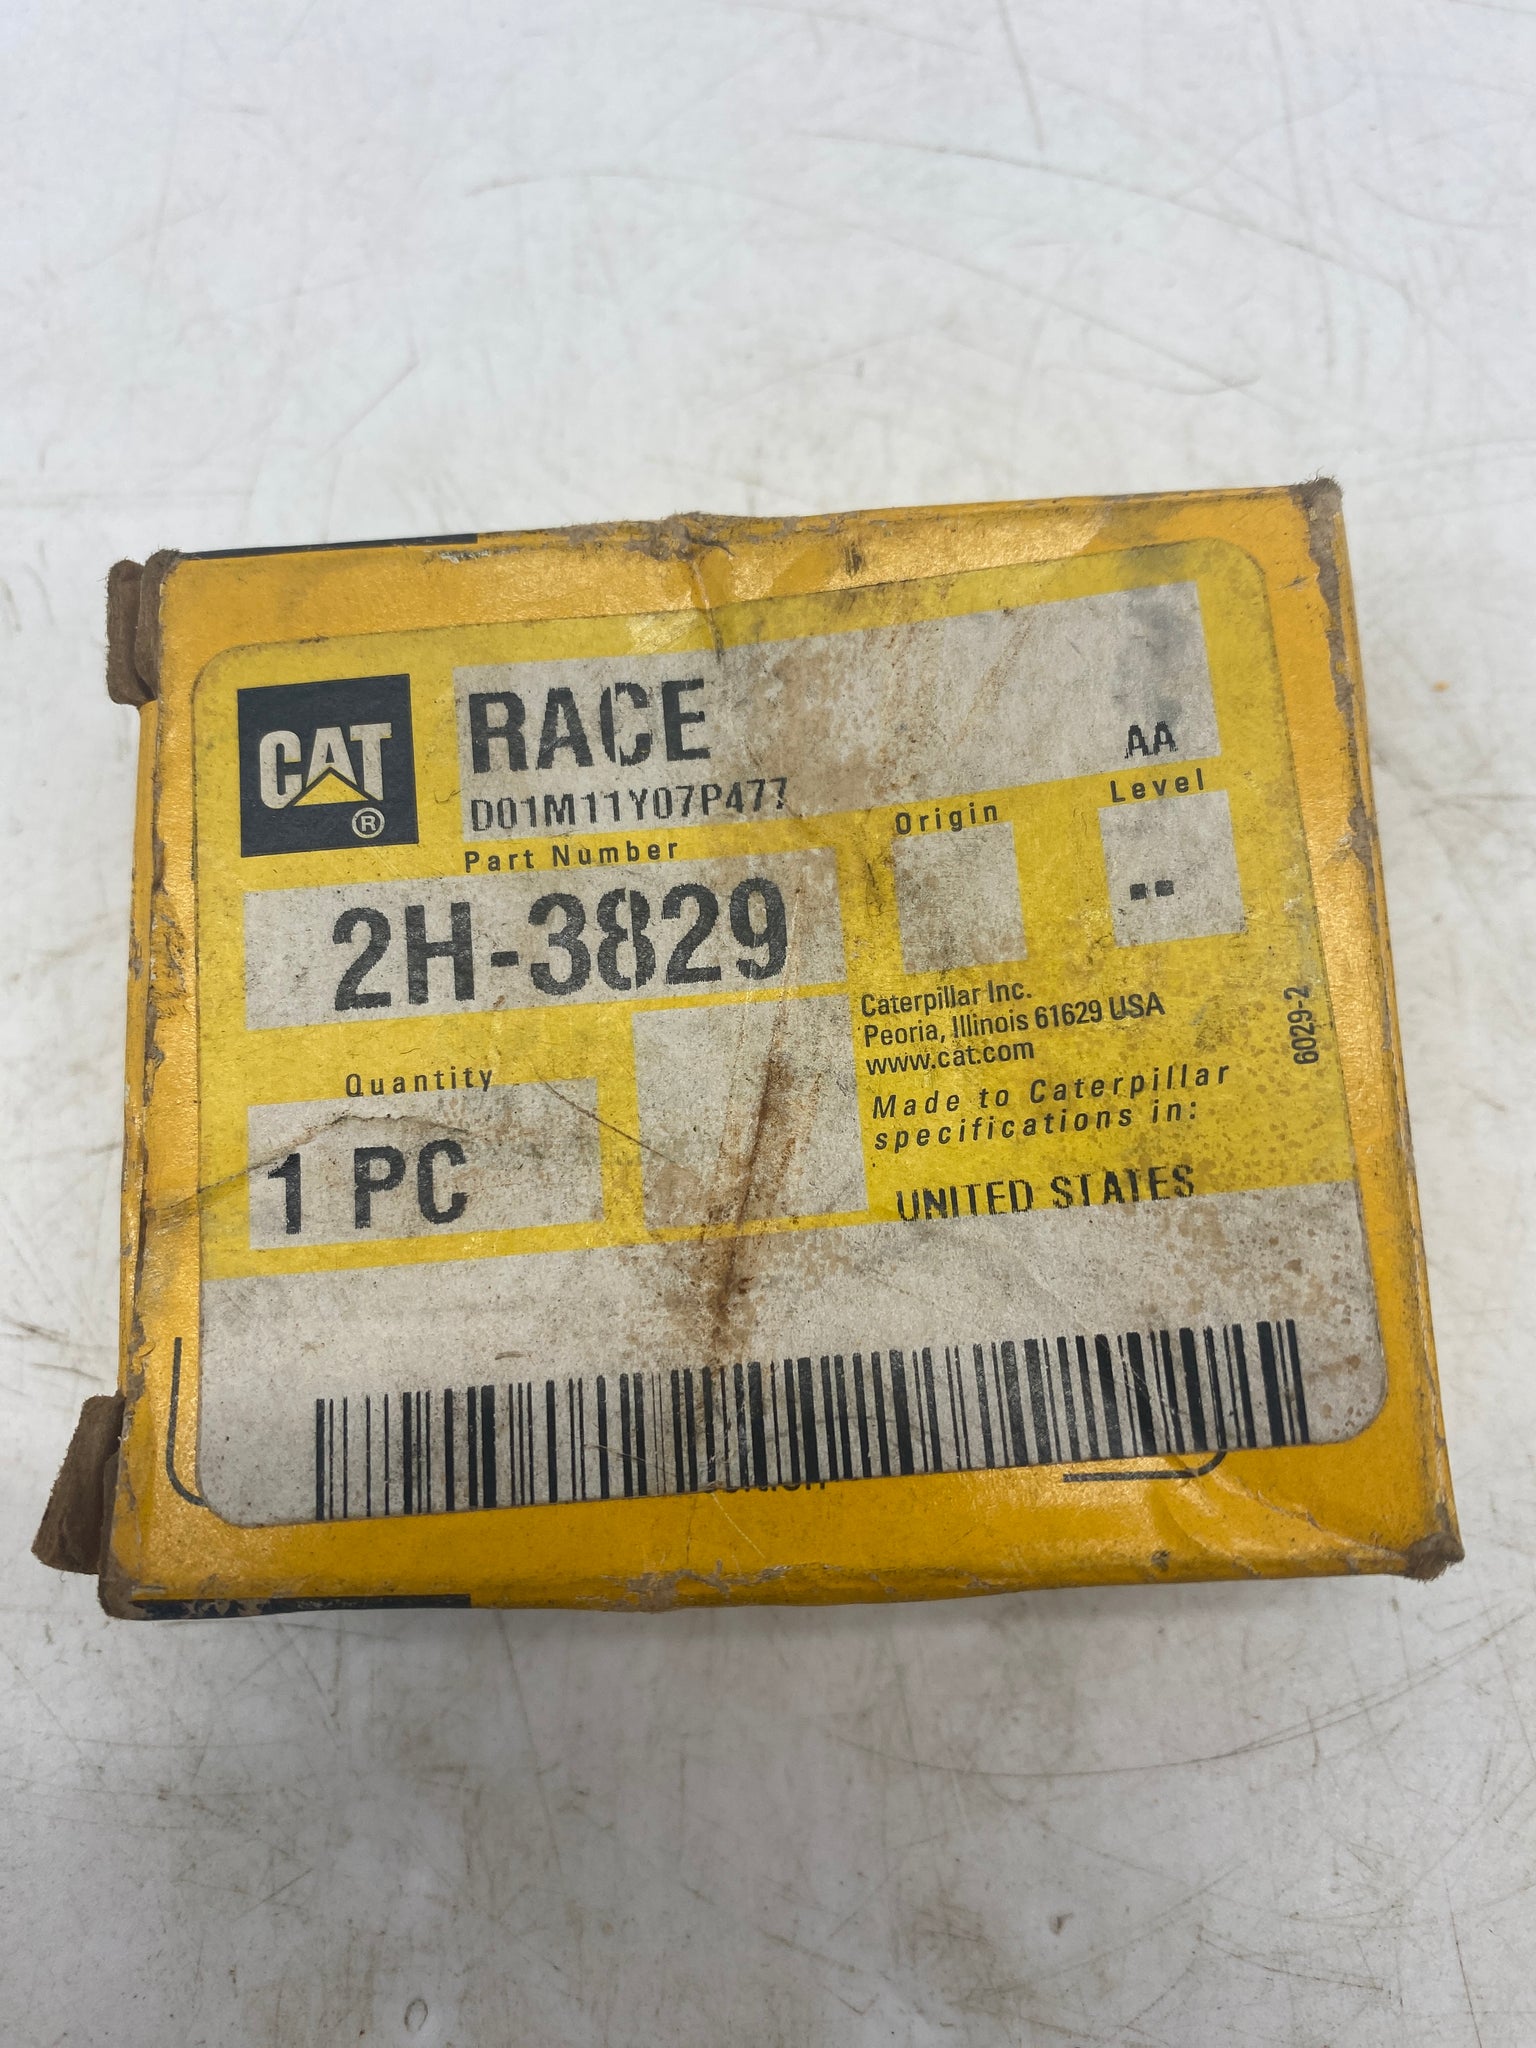 CAT
®
RACE
AA
D01M11Y07P477
Part Number
Origin
Level
2H-3829
--
Caterpillar Inc.
Peoria, Illinois 61629 USA
www.cat.com
6029-2
Quantity
Made to Caterpillar
specifications in:
1 PC
UNITED STATES